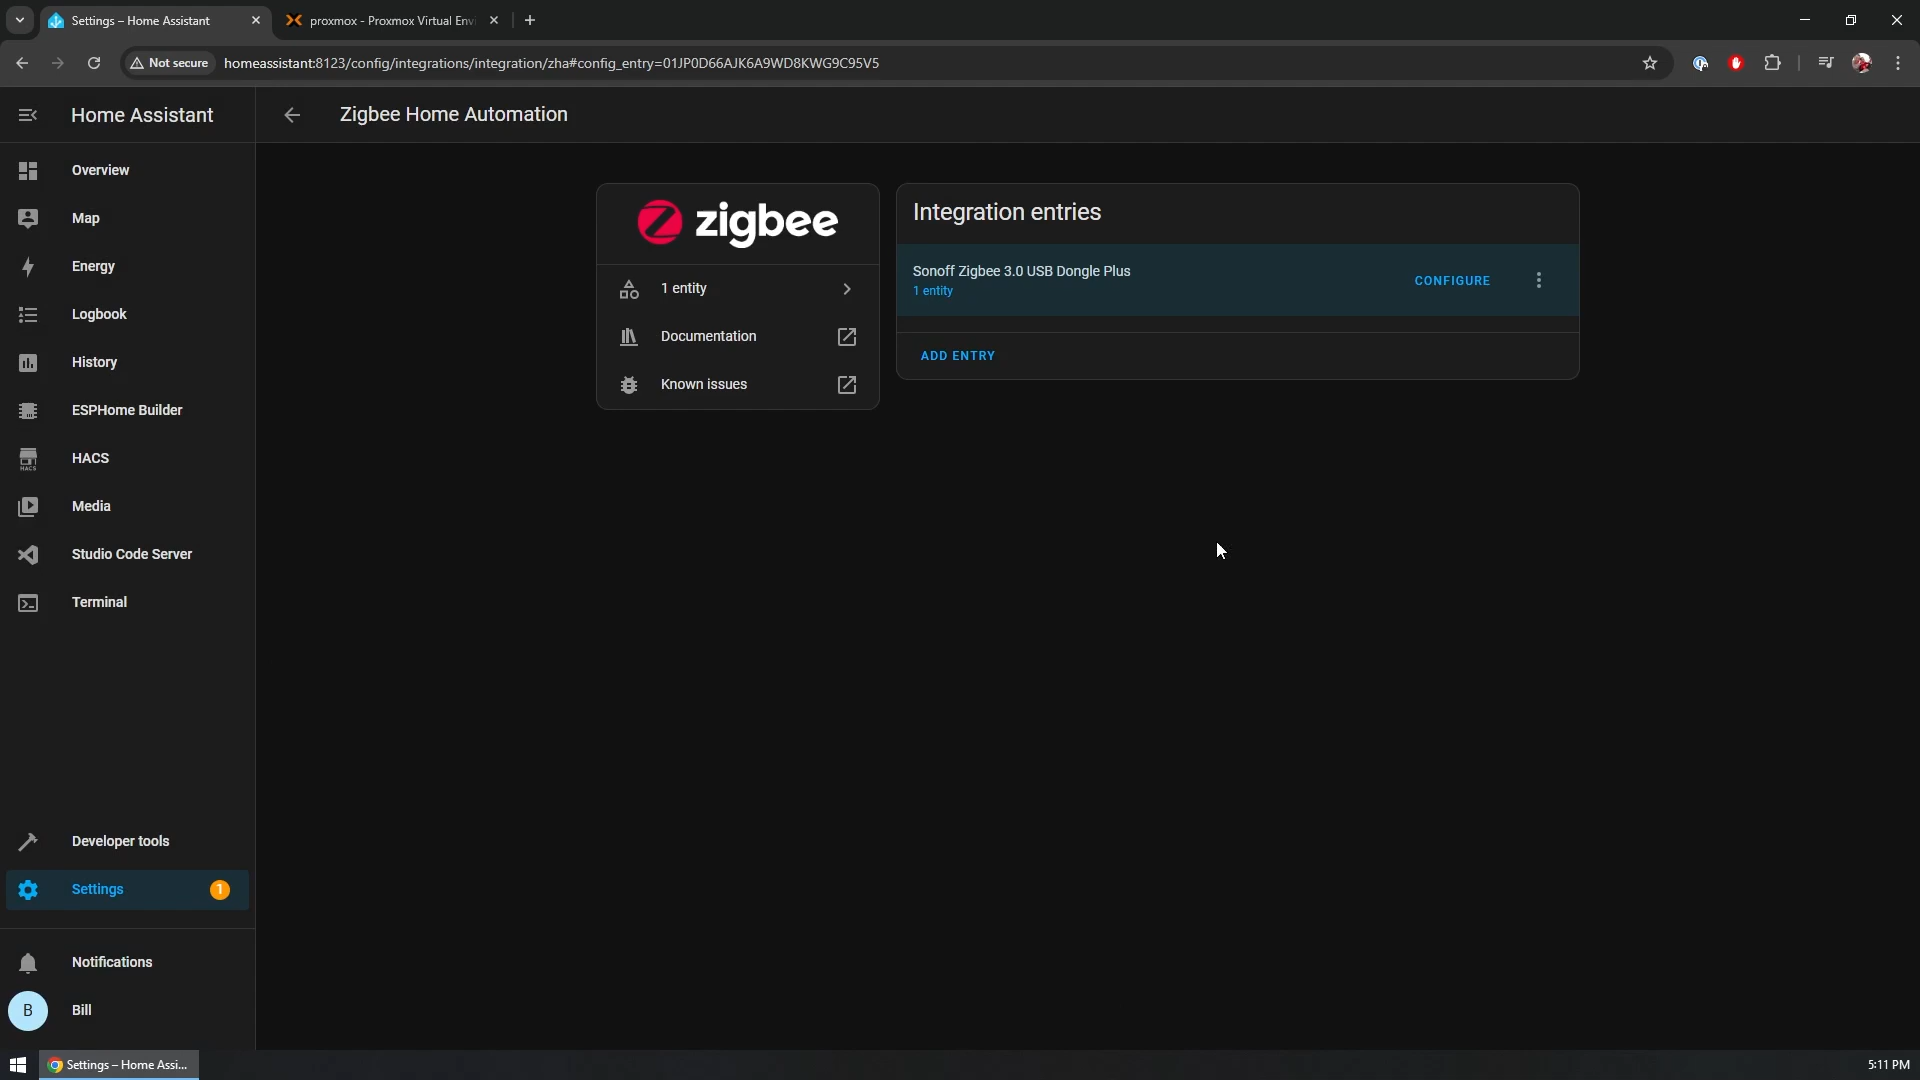 Settings – Home Assistant
proxmox - Proxmox Virtual Envi
Not secure
homeassistant:8123/config/integrations/integration/zha#config_entry=01JP0D66AJK6A9WD8KWG9C95V5
Home Assistant
Zigbee Home Automation
Overview
Map
Energy
Logbook
History
ESPHome Builder
HACS
HACS
Media
Studio Code Server
Terminal
zigbee
1 entity
Documentation
Known issues
Integration entries
Sonoff Zigbee 3.0 USB Dongle Plus
1 entity
CONFIGURE
ADD ENTRY
Developer tools
Settings
1
Notifications
B
Bill
Settings – Home Assi...
5:11 PM